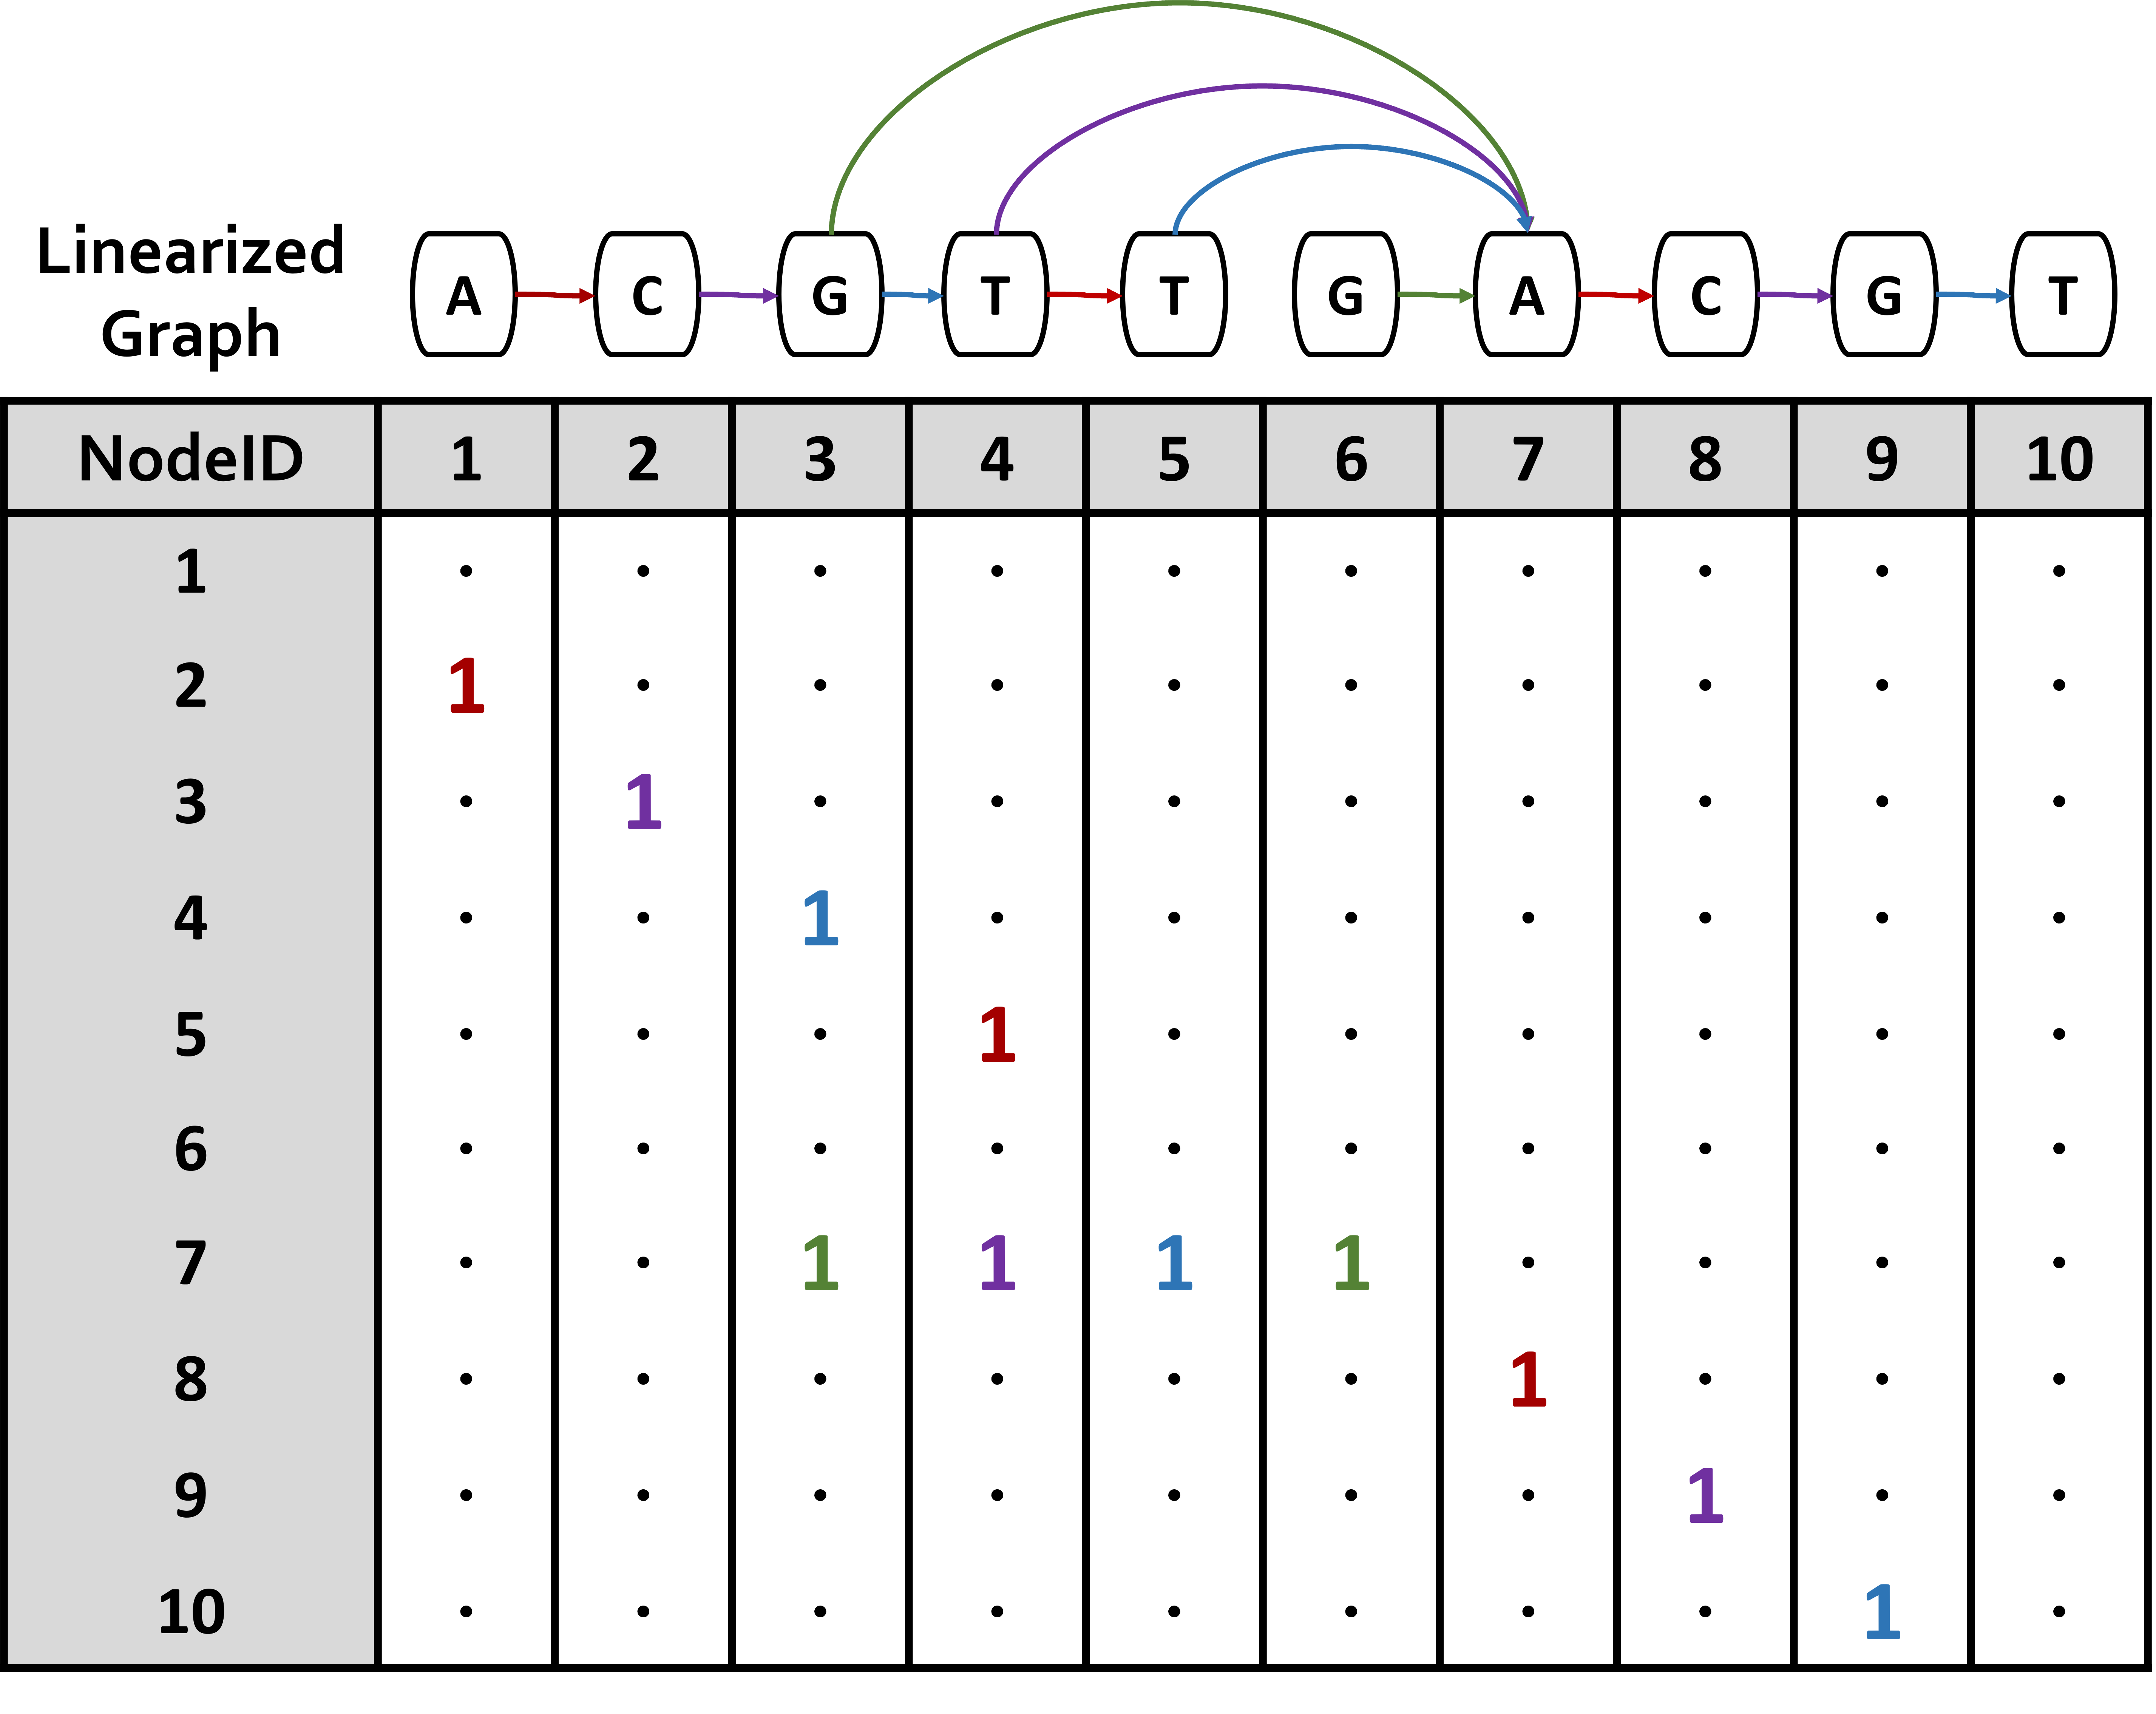 Linearized
Graph
A C G T T G A C G T
NodeID 1 2 3 4 5 6 7 8 9 10
1 • • • • • • • • • •
2 1 • • • • • • • • •
3 • 1 • • • • • • • •
4 • • 1 • • • • • • •
5 • • • 1 • • • • • •
6 • • • • • • • • • •
7 • • 1 1 1 1 • • • •
8 • • • • • • 1 • • •
9 • • • • • • • 1 • •
10 • • • • • • • • 1 •